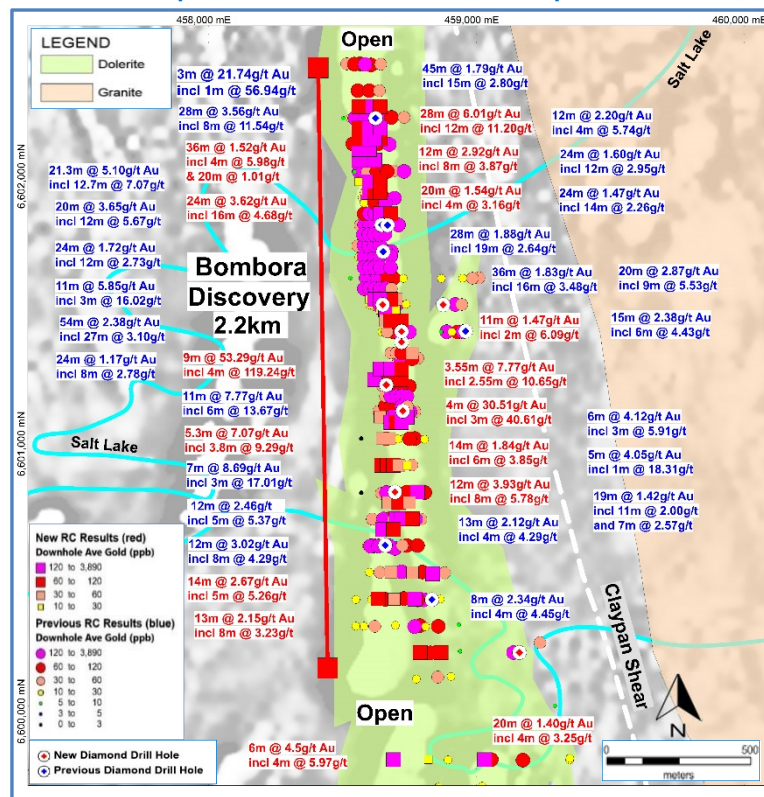 458,000 mE
459,000 mE
460,000 mE
LEGEND
Dolerite
Granite
Open
Salt Lake
3m @ 21.74g/t Au
incl 1m @ 56.94g/t
28m @ 3.56g/t Au
incl 8m @ 11.54g/t
36m @ 1.52g/t Au
incl 4m @ 5.98g/t
& 20m @ 1.01g/t
24m @ 3.62g/t Au
incl 16m @ 4.68g/t
45m @ 1.79g/t Au
incl 15m @ 2.80g/t
28m @ 6.01g/t Au
incl 12m @ 11.20g/t
12m @ 2.92g/t Au
incl 8m @ 3.87g/t
20m @ 1.54g/t Au
incl 4m @ 3.16g/t
28m @ 1.88g/t Au
incl 19m @ 2.64g/t
36m @ 1.83g/t Au
incl 16m @ 3.48g/t
12m @ 2.20g/t Au
incl 4m @ 5.74g/t
24m @ 1.60g/t Au
incl 12m @ 2.95g/t
24m @ 1.47g/t Au
incl 14m @ 2.26g/t
20m @ 2.87g/t Au
incl 9m @ 5.53g/t
15m @ 2.38g/t Au
incl 6m @ 4.43g/t
6,602,000 mN
21.3m @ 5.10g/t Au
incl 12.7m @ 7.07g/t
20m @ 3.65g/t Au
incl 12m @ 5.67g/t
24m @ 1.72g/t Au
incl 12m @ 2.73g/t
11m @ 5.85g/t Au
incl 3m @ 16.02g/t
54m @ 2.38g/t Au
incl 27m @ 3.10g/t
24m @ 1.17g/t Au
incl 8m @ 2.78g/t
Bombora
Discovery
2.2km
9m @ 53.29g/t Au
incl 4m @ 119.24g/t
11m @ 7.77g/t Au
incl 6m @ 13.67g/t
5.3m @ 7.07g/t Au
incl 3.8m @ 9.29g/t
7m @ 8.69g/t Au
incl 3m @ 17.01g/t
12m @ 2.46g/t
incl 5m @ 5.37g/t
12m @ 3.02g/t Au
incl 8m @ 4.29g/t
14m @ 2.67g/t Au
incl 5m @ 5.26g/t
13m @ 2.15g/t Au
incl 8m @ 3.23g/t
11m @ 1.47g/t Au
incl 2m @ 6.09g/t
3.55m @ 7.77g/t Au
incl 2.55m @ 10.65g/t
4m @ 30.51g/t Au
incl 3m @ 40.61g/t
14m @ 1.84g/t Au
incl 6m @ 3.85g/t
12m @ 3.93g/t Au
incl 8m @ 5.78g/t
13m @ 2.12g/t Au
incl 4m @ 4.29g/t
8m @ 2.34g/t Au
incl 4m @ 4.45g/t
6m @ 4.12g/t Au
incl 3m @ 5.91g/t
5m @ 4.05g/t Au
incl 1m @ 18.31g/t
19m @ 1.42g/t Au
incl 11m @ 2.00g/t
and 7m @ 2.57g/t
6,601,000 mN
Salt Lake
Claypan Shear
New RC Results (red)
Downhole Ave Gold (ppb)
120 to 3,890
60 to 120
30 to 60
10 to 30
Previous RC Results (blue)
Downhole Ave Gold (ppb)
120 to 3,890
60 to 120
30 to 60
10 to 30
5 to 10
3 to 5
0 to 3
New Diamond Drill Hole
Previous Diamond Drill Hole
6,600,000 mN
Open
20m @ 1.40g/t Au
incl 4m @ 3.25g/t
6m @ 4.5g/t Au
incl 4m @ 5.97g/t
N
0
500
meters